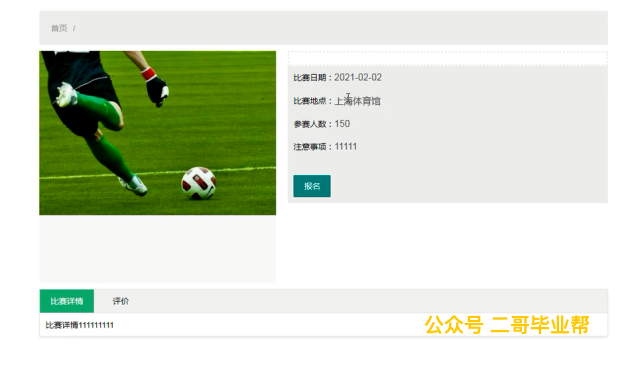 首页 /
比赛日期：2021-02-02
比赛地点：上海体育馆
参赛人数：150
注意事项：11111
报名
比赛详情 评价
比赛详情111111111
公众号 二哥毕业帮